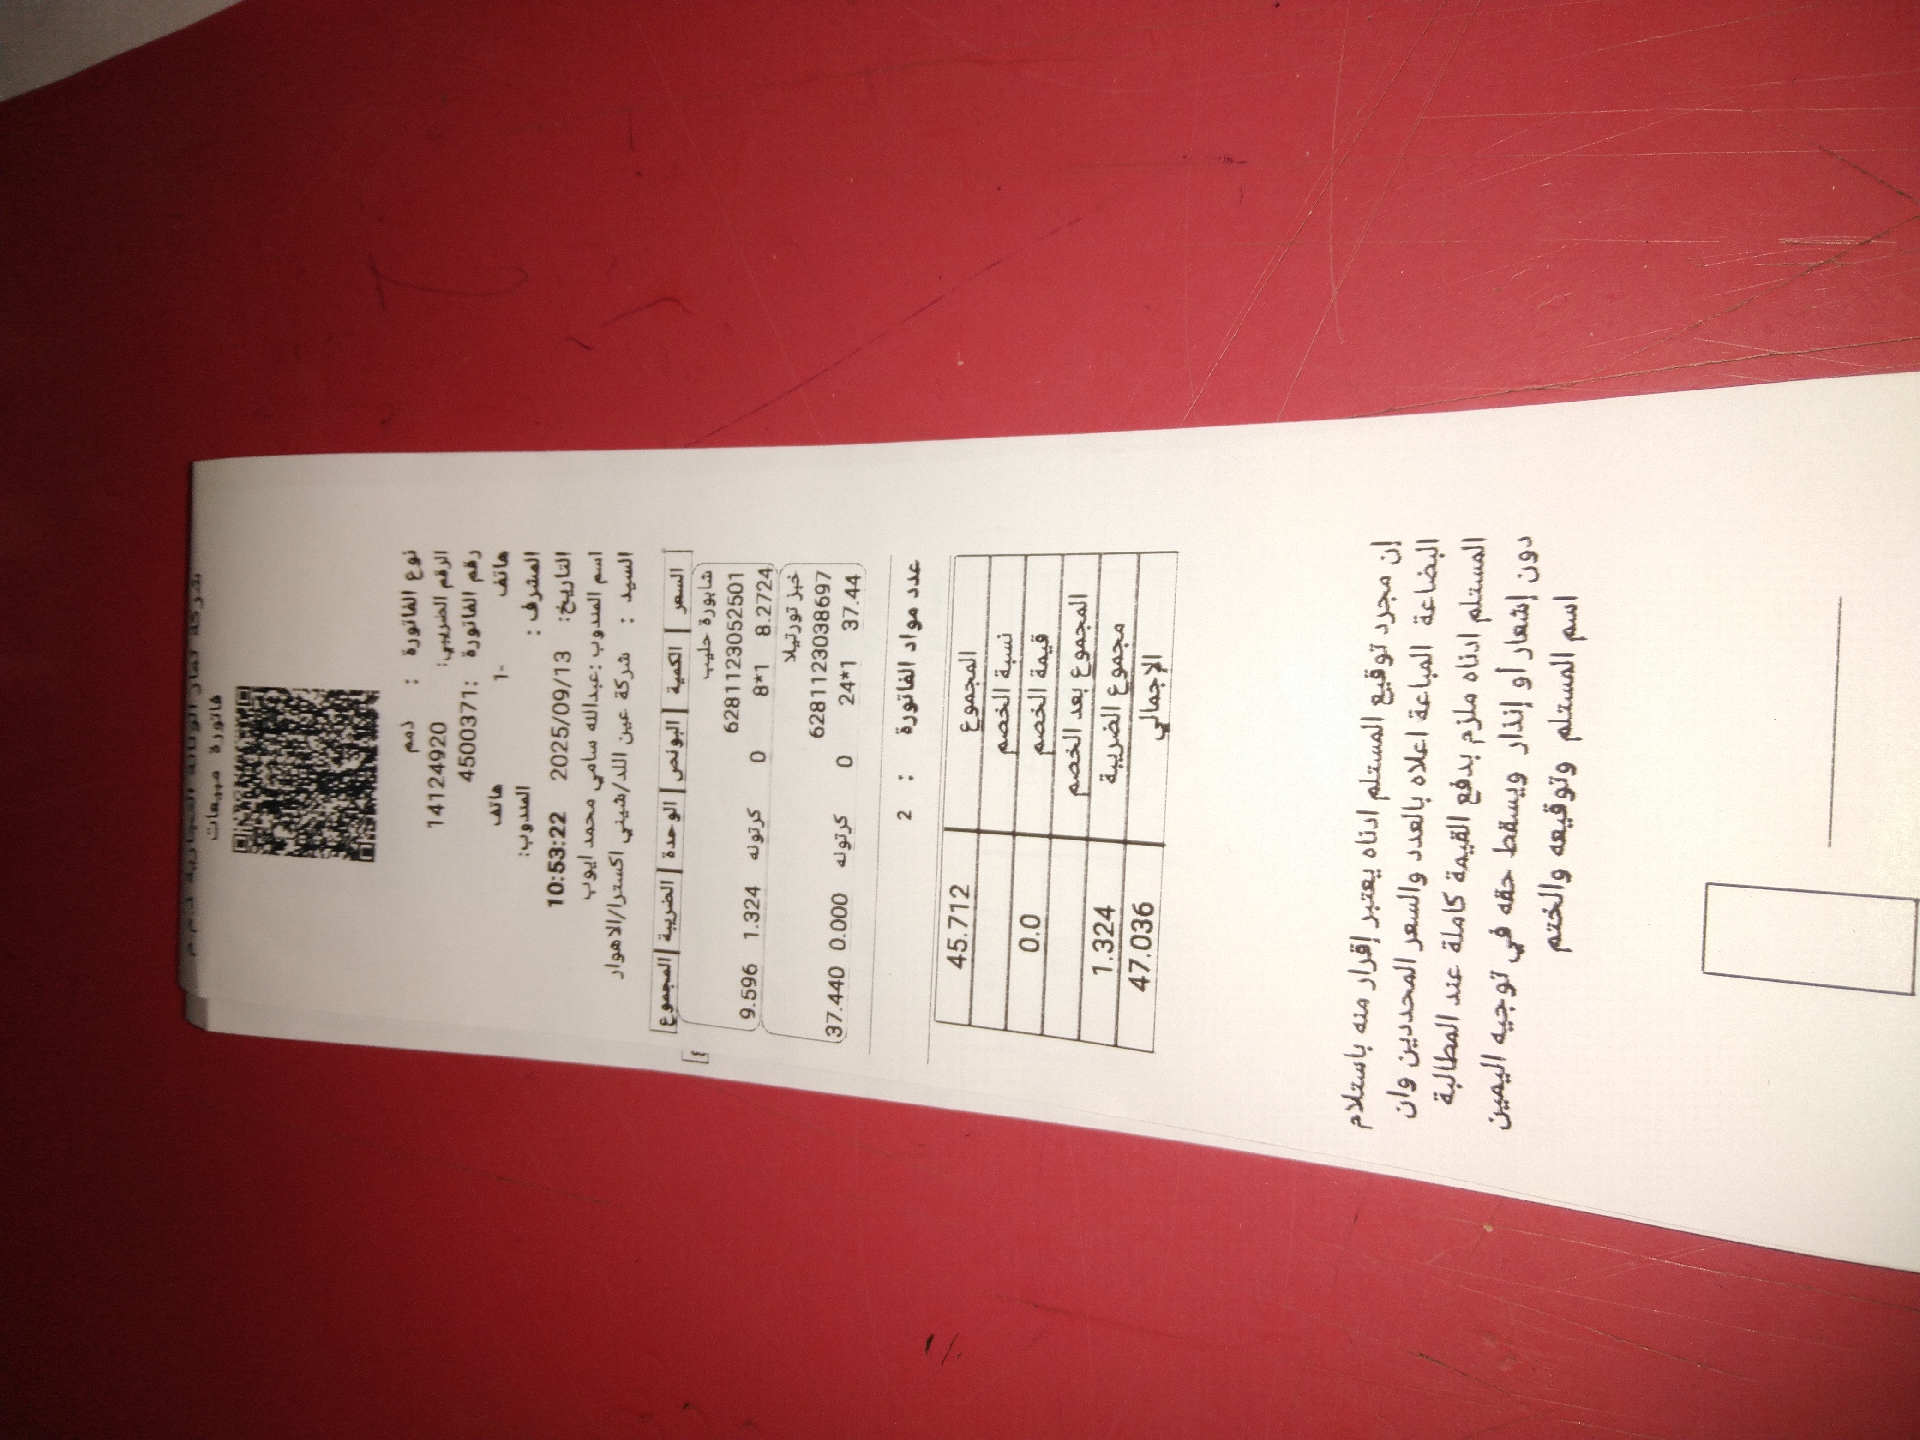 فاتورة مبيعات
نوع الفاتورة : ذمم
الرقم الضريبي: 14124920
رقم الفاتورة :4500371
هاتف -1 هاتف
المشرف : المندوب:
التاريخ: 2025/09/13 10:53:22
اسم المندوب :عبدالله سامي محمد ايوب
السيد : شركة عين اللد/شيني اكسترا/الاهوار
السعر | الكمية | البونص | الوحدة | الضريبة | المجموع
شابورة حليب
6281123052501
8.2724 8*1 0 كرتونه 1.324 9.596
خبز تورتيلا
6281123038697
37.44 24*1 0 كرتونه 0.000 37.440
عدد مواد الفاتورة : 2
المجموع 45.712
نسبة الخصم
قيمة الخصم 0.0
المجموع بعد الخصم
مجموع الضريبة 1.324
الإجمالي 47.036
إن مجرد توقيع المستلم ادناه يعتبر إقرار منه باستلام
البضاعة المباعة اعلاه بالعدد والسعر المحددين وان
المستلم ادناه ملزم بدفع القيمة كاملة عند المطالبة
دون إشعار أو إنذار ويسقط حقه في توجيه اليمين
اسم المستلم وتوقيعه والختم